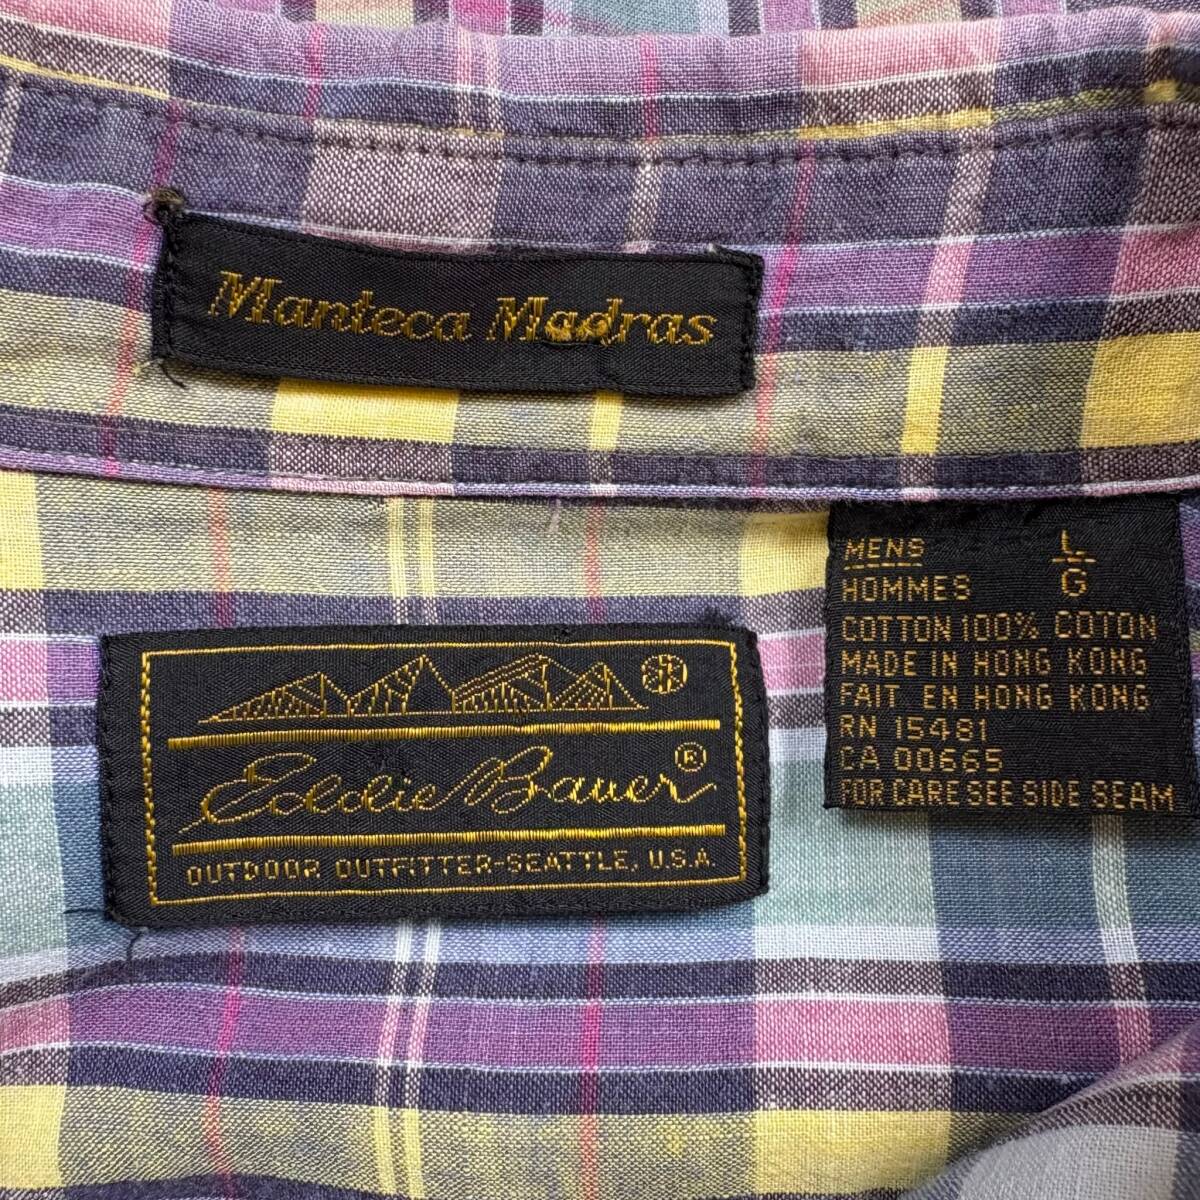 Manteca Madras
Eddie Bauer®
OUTDOOR OUTFITTER-SEATTLE, U.S.A.
MENS L
HOMMES G
COTTON 100% COTON
MADE IN HONG KONG
FAIT EN HONG KONG
RN 15481
CA 00665
FOR CARE SEE SIDE SEAM